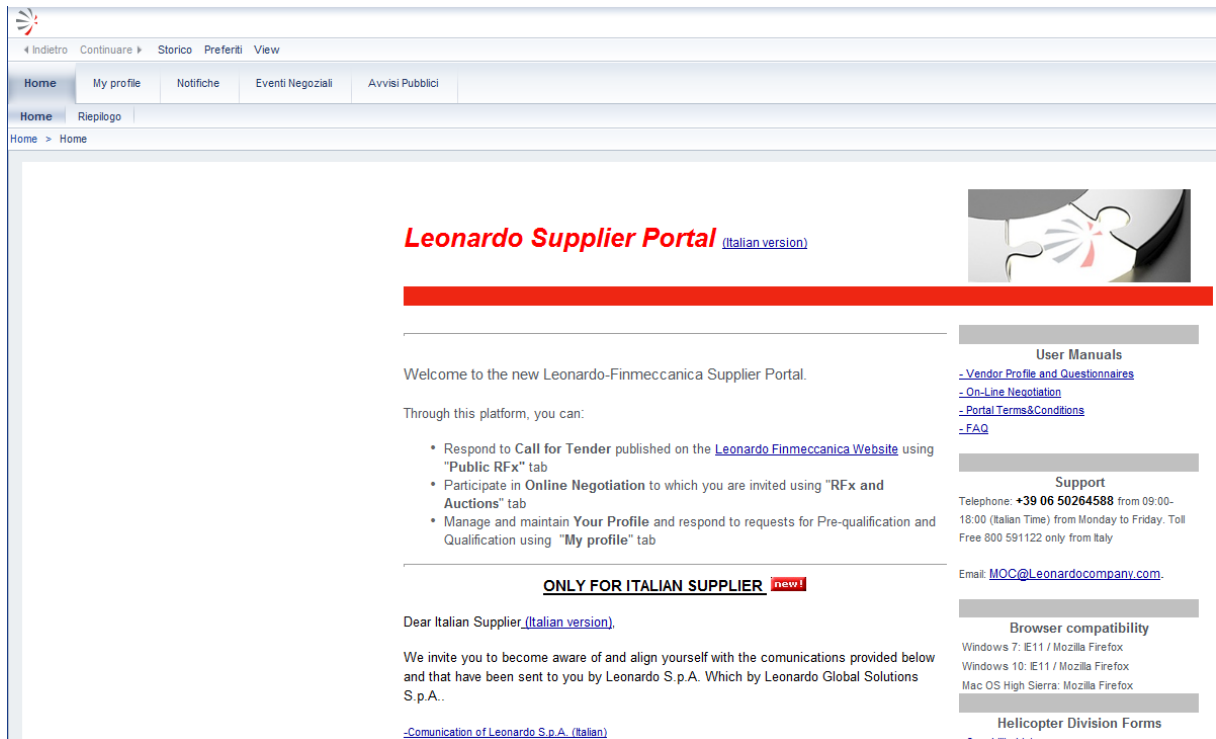 Indietro Continuare Storico Preferiti View
Home My profile Notifiche Eventi Negoziali Avvisi Pubblici
Home Riepilogo
Home > Home
Leonardo Supplier Portal (Italian version)
Welcome to the new Leonardo-Finmeccanica Supplier Portal.
Through this platform, you can:
• Respond to Call for Tender published on the Leonardo Finmeccanica Website using
"Public RFx" tab
• Participate in Online Negotiation to which you are invited using "RFx and
Auctions" tab
• Manage and maintain Your Profile and respond to requests for Pre-qualification and
Qualification using "My profile" tab
ONLY FOR ITALIAN SUPPLIER new!
Dear Italian Supplier (Italian version),
We invite you to become aware of and align yourself with the comunications provided below
and that have been sent to you by Leonardo S.p.A. Which by Leonardo Global Solutions
S.p.A..
-Comunication of Leonardo S.p.A. (Italian)
User Manuals
- Vendor Profile and Questionnaires
- On-Line Negotiation
- Portal Terms&Conditions
- FAQ
Support
Telephone: +39 06 50264588 from 09:00-
18:00 (Italian Time) from Monday to Friday. Toll
Free 800 591122 only from Italy
Email: MOC@Leonardocompany.com.
Browser compatibility
Windows 7: IE11 / Mozilla Firefox
Windows 10: IE11 / Mozilla Firefox
Mac OS High Sierra: Mozilla Firefox
Helicopter Division Forms